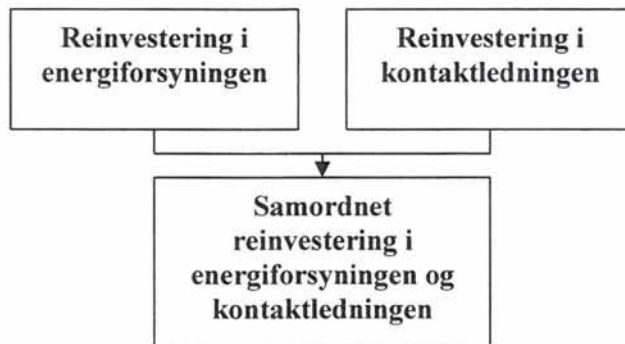 Reinvestering i
energiforsyningen
Reinvestering i
kontaktledningen
Samordnet
reinvestering i
energiforsyningen og
kontaktledningen